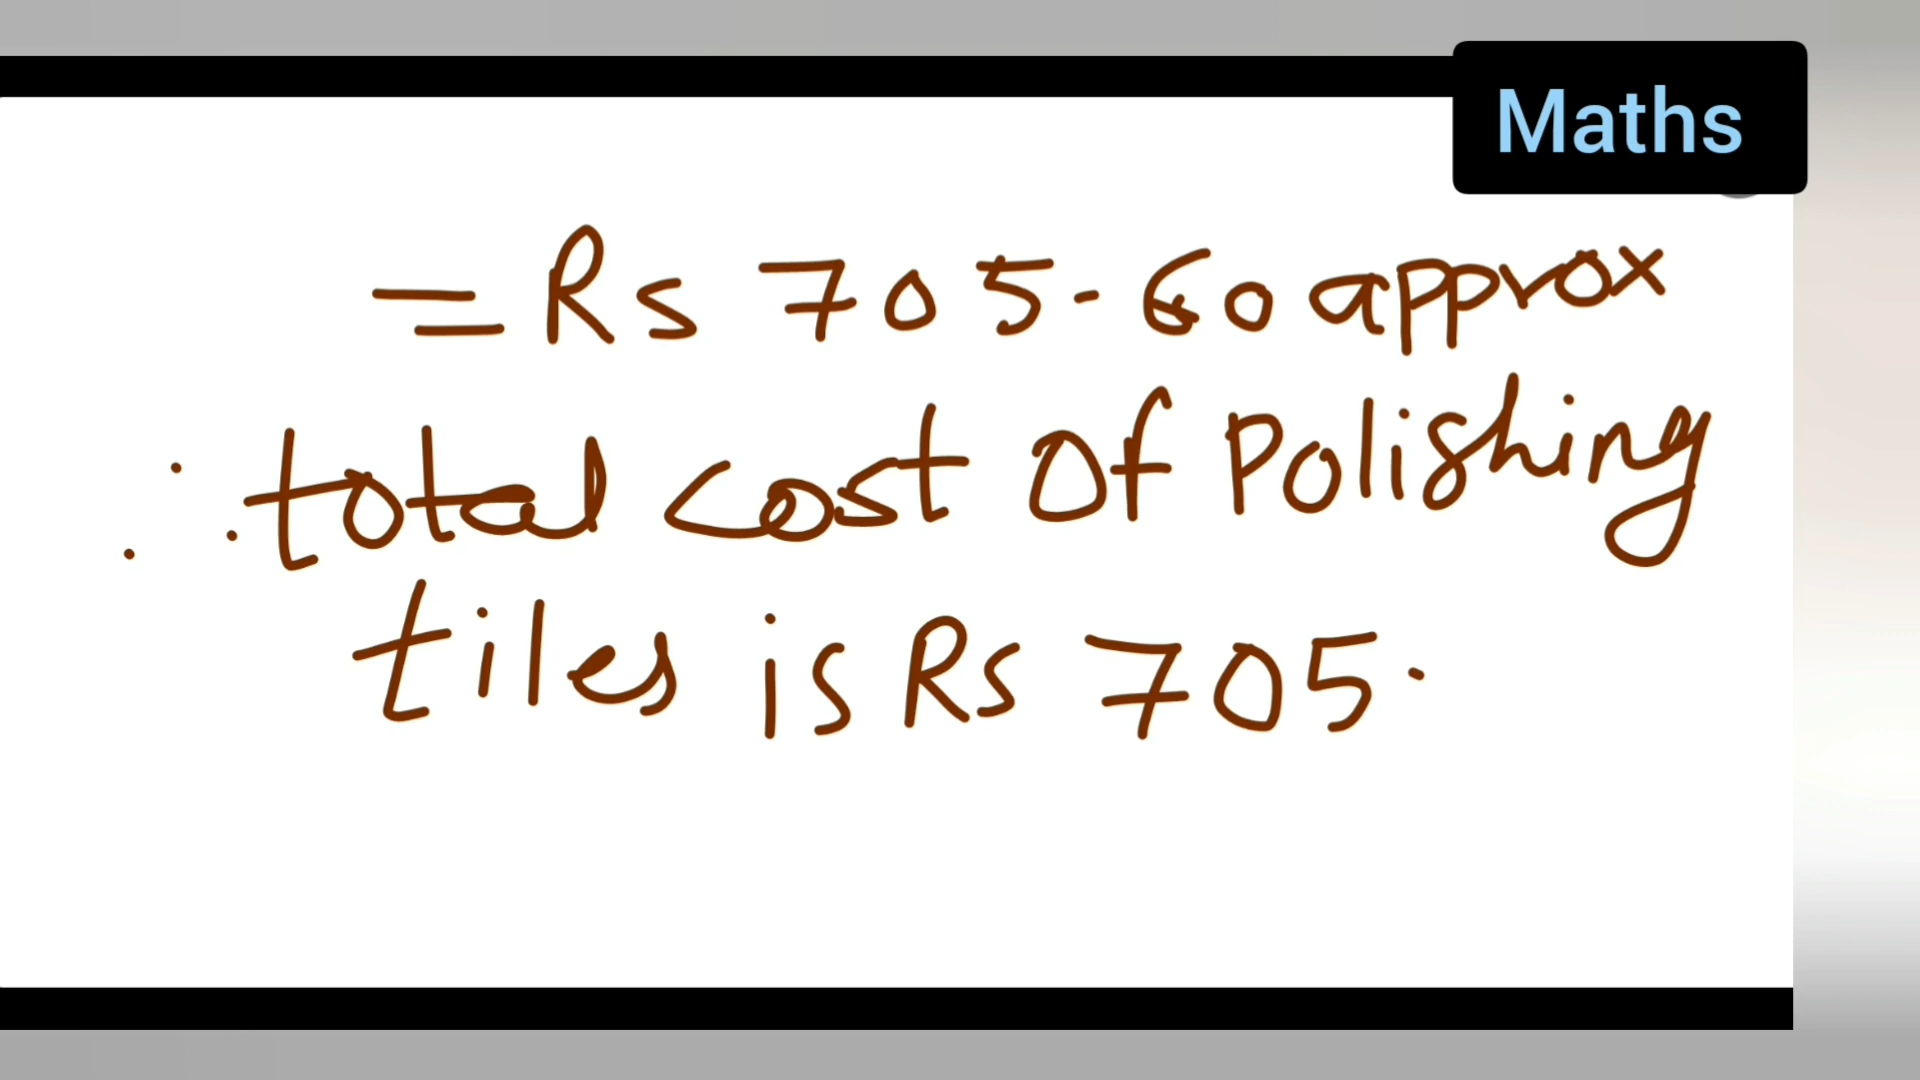 Maths
= Rs 705.60 approx
∴ total cost Of Polishing
tiles is Rs 705.